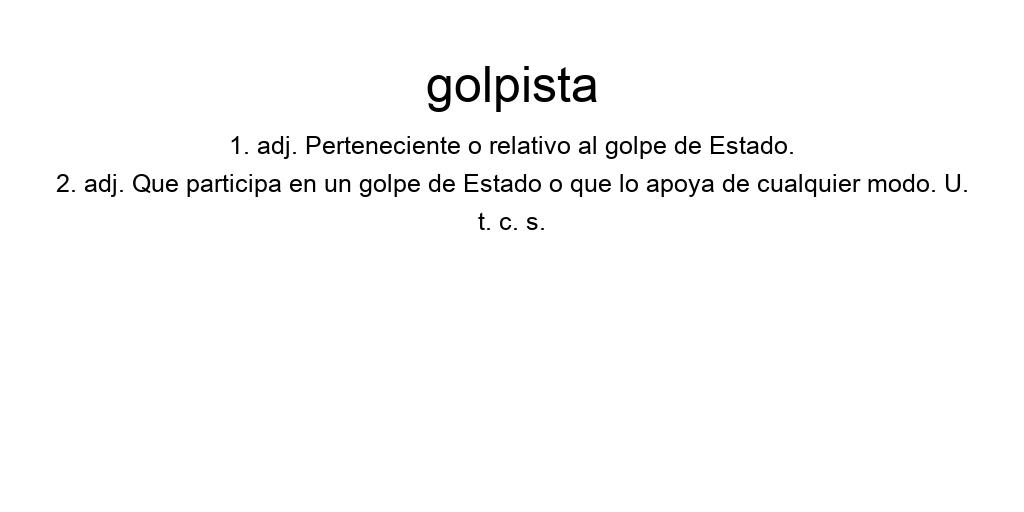 golpista
1. adj. Perteneciente o relativo al golpe de Estado.
2. adj. Que participa en un golpe de Estado o que lo apoya de cualquier modo. U.
t. c. s.